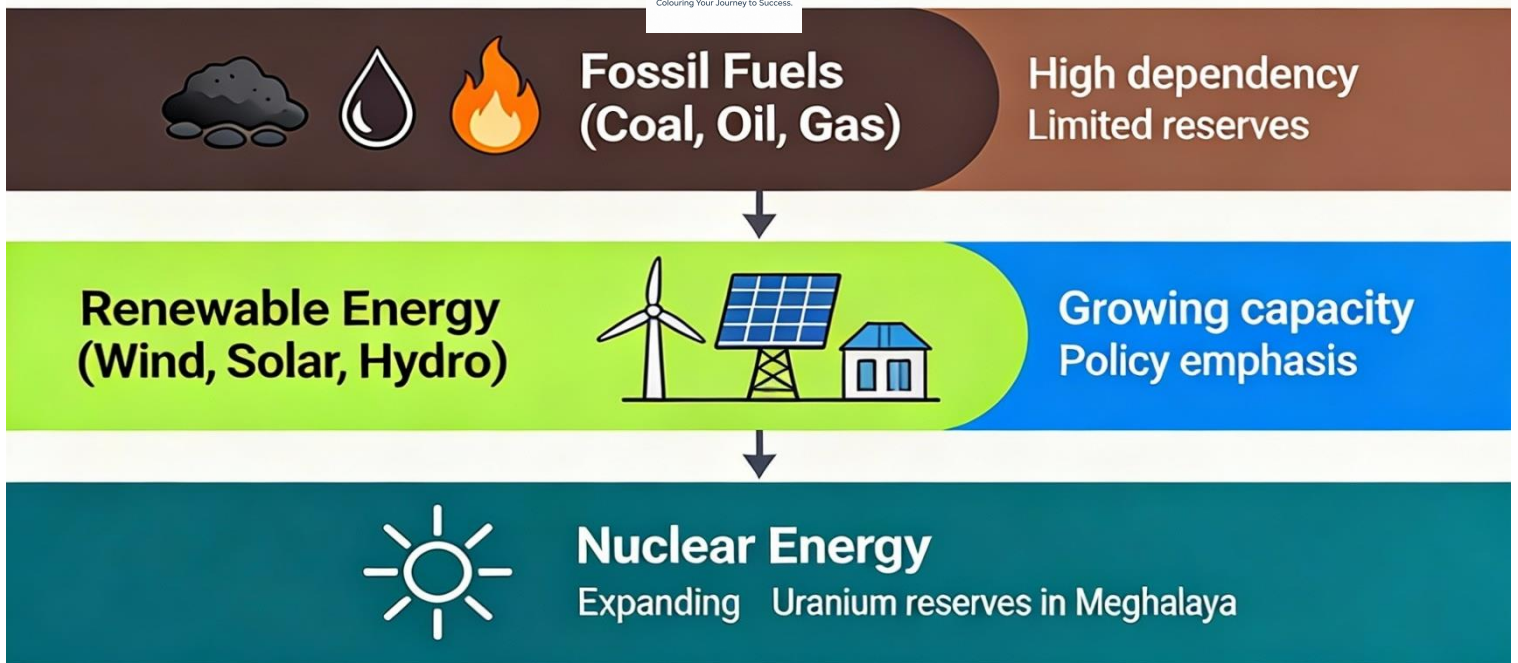 Colouring Your Journey to Success.
Fossil Fuels
(Coal, Oil, Gas)
High dependency
Limited reserves
Renewable Energy
(Wind, Solar, Hydro)
Growing capacity
Policy emphasis
Nuclear Energy
Expanding Uranium reserves in Meghalaya